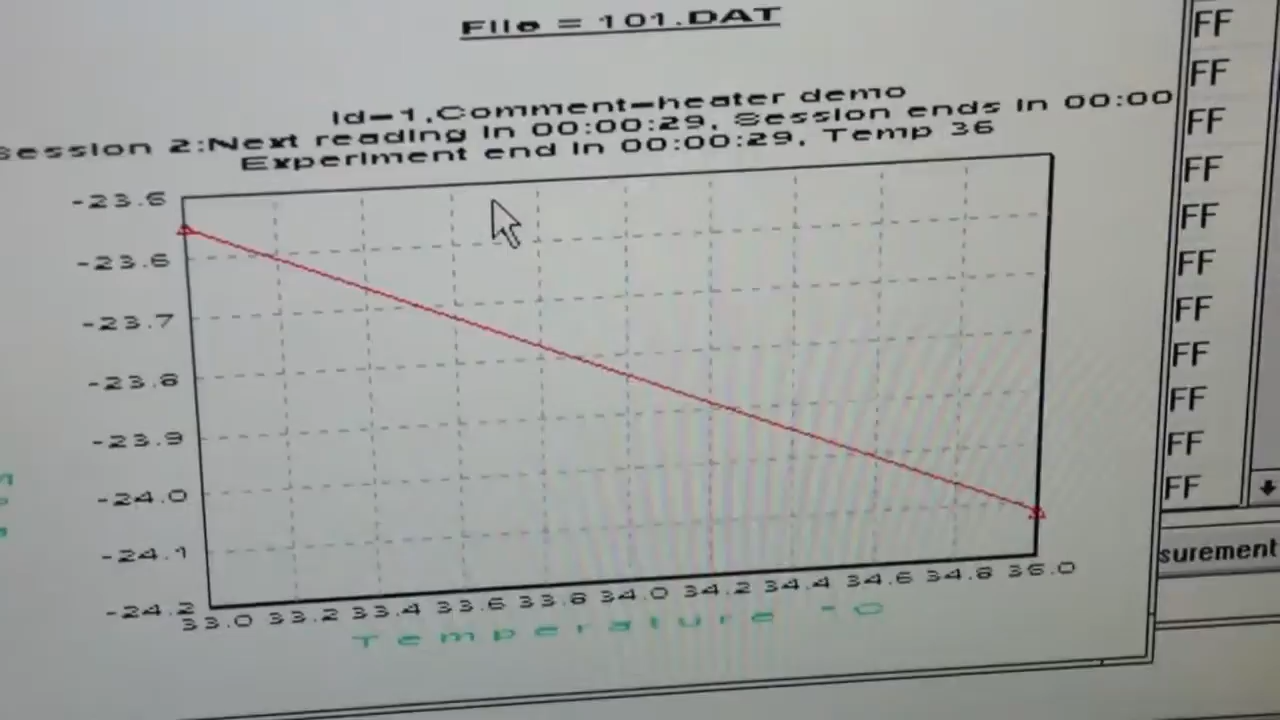 File = 101.DAT
Id=1,Comment=heater demo
Session 2:Next reading in 00:00:29, Session ends in 00:00
Experiment end in 00:00:29, Temp 36
-23.6
-23.6
-23.7
-23.8
-23.9
-24.0
-24.1
-24.2
33.0 33.2 33.4 33.6 33.8 34.0 34.2 34.4 34.6 34.8 35.0
Temperature
FF
FF
FF
FF
FF
FF
FF
FF
FF
FF
FF
surement